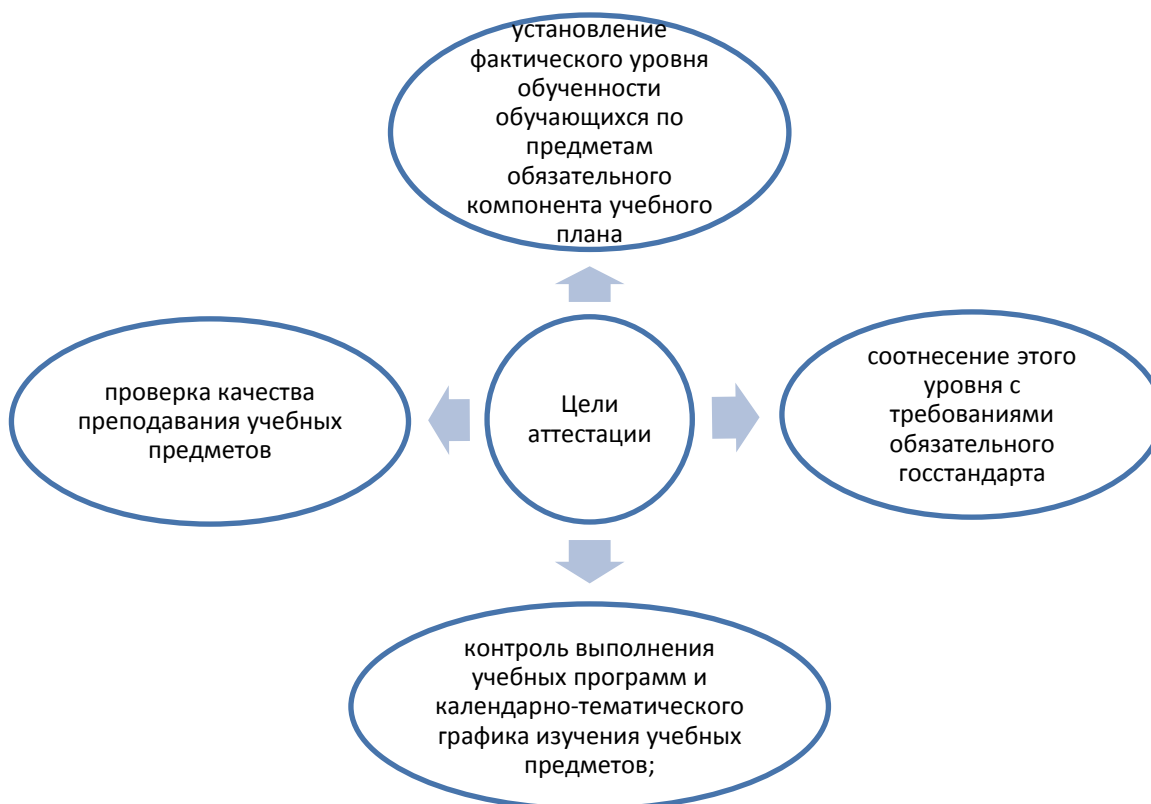 установление
фактического уровня
обученности
обучающихся по
предметам
обязательного
компонента учебного
плана
проверка качества
преподавания учебных
предметов
Цели
аттестации
соотнесение этого
уровня с
требованиями
обязательного
госстандарта
контроль выполнения
учебных программ и
календарно-тематического
графика изучения учебных
предметов;